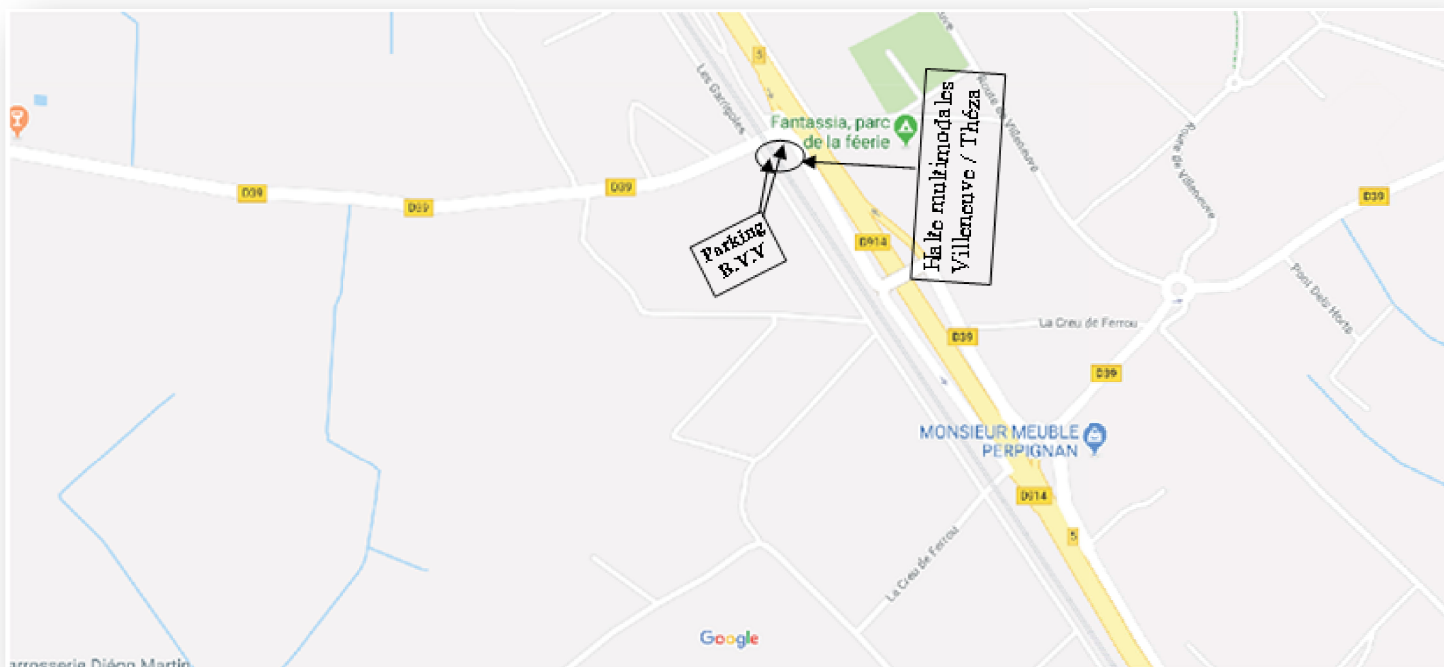 5
Les Garrigoles
Fantassia, parc
de la féerie
Route de Villeneuve
Halte multimodales
Villeneuve / Théza
Route de Villeneuve
D39
D39
D39
D39
Parking
B.V.V
D914
Pont Dels Horts
La Creu de Ferrou
D39
D39
MONSIEUR MEUBLE
PERPIGNAN
D914
5
La Creu de Ferrou
Google
Martin